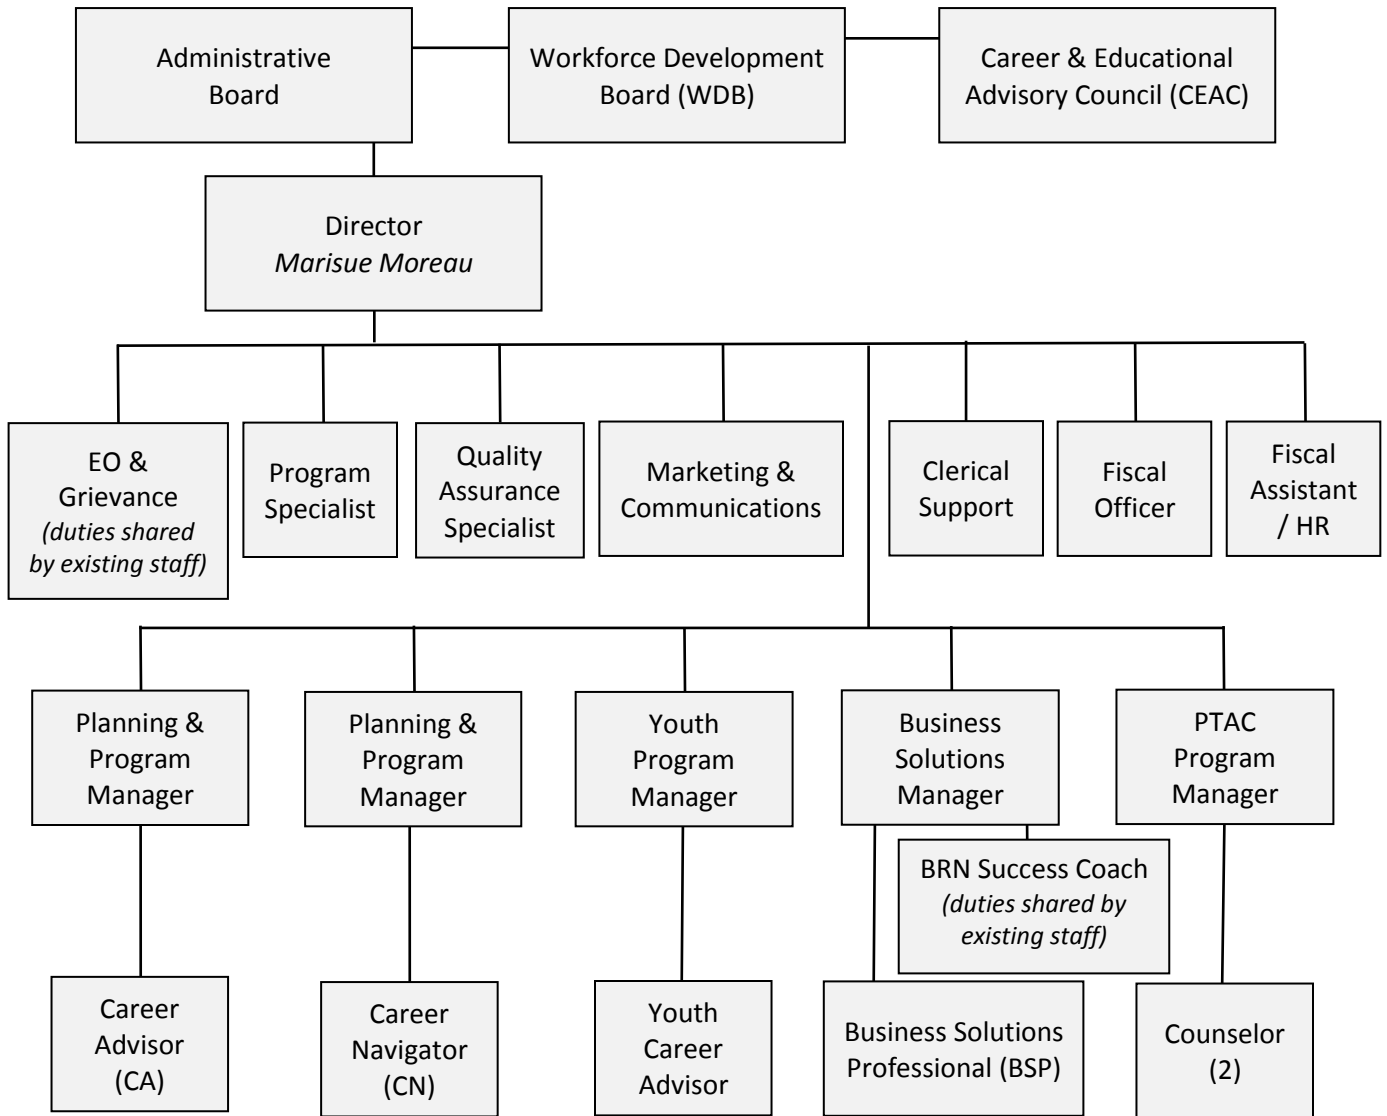 Administrative
Board
Workforce Development
Board (WDB)
Career & Educational
Advisory Council (CEAC)
Director
Marisue Moreau
EO &
Grievance
(duties shared
by existing staff)
Program
Specialist
Quality
Assurance
Specialist
Marketing &
Communications
Clerical
Support
Fiscal
Officer
Fiscal
Assistant
/ HR
Planning &
Program
Manager
Planning &
Program
Manager
Youth
Program
Manager
Business
Solutions
Manager
PTAC
Program
Manager
BRN Success Coach
(duties shared by
existing staff)
Career
Advisor
(CA)
Career
Navigator
(CN)
Youth
Career
Advisor
Business Solutions
Professional (BSP)
Counselor
(2)